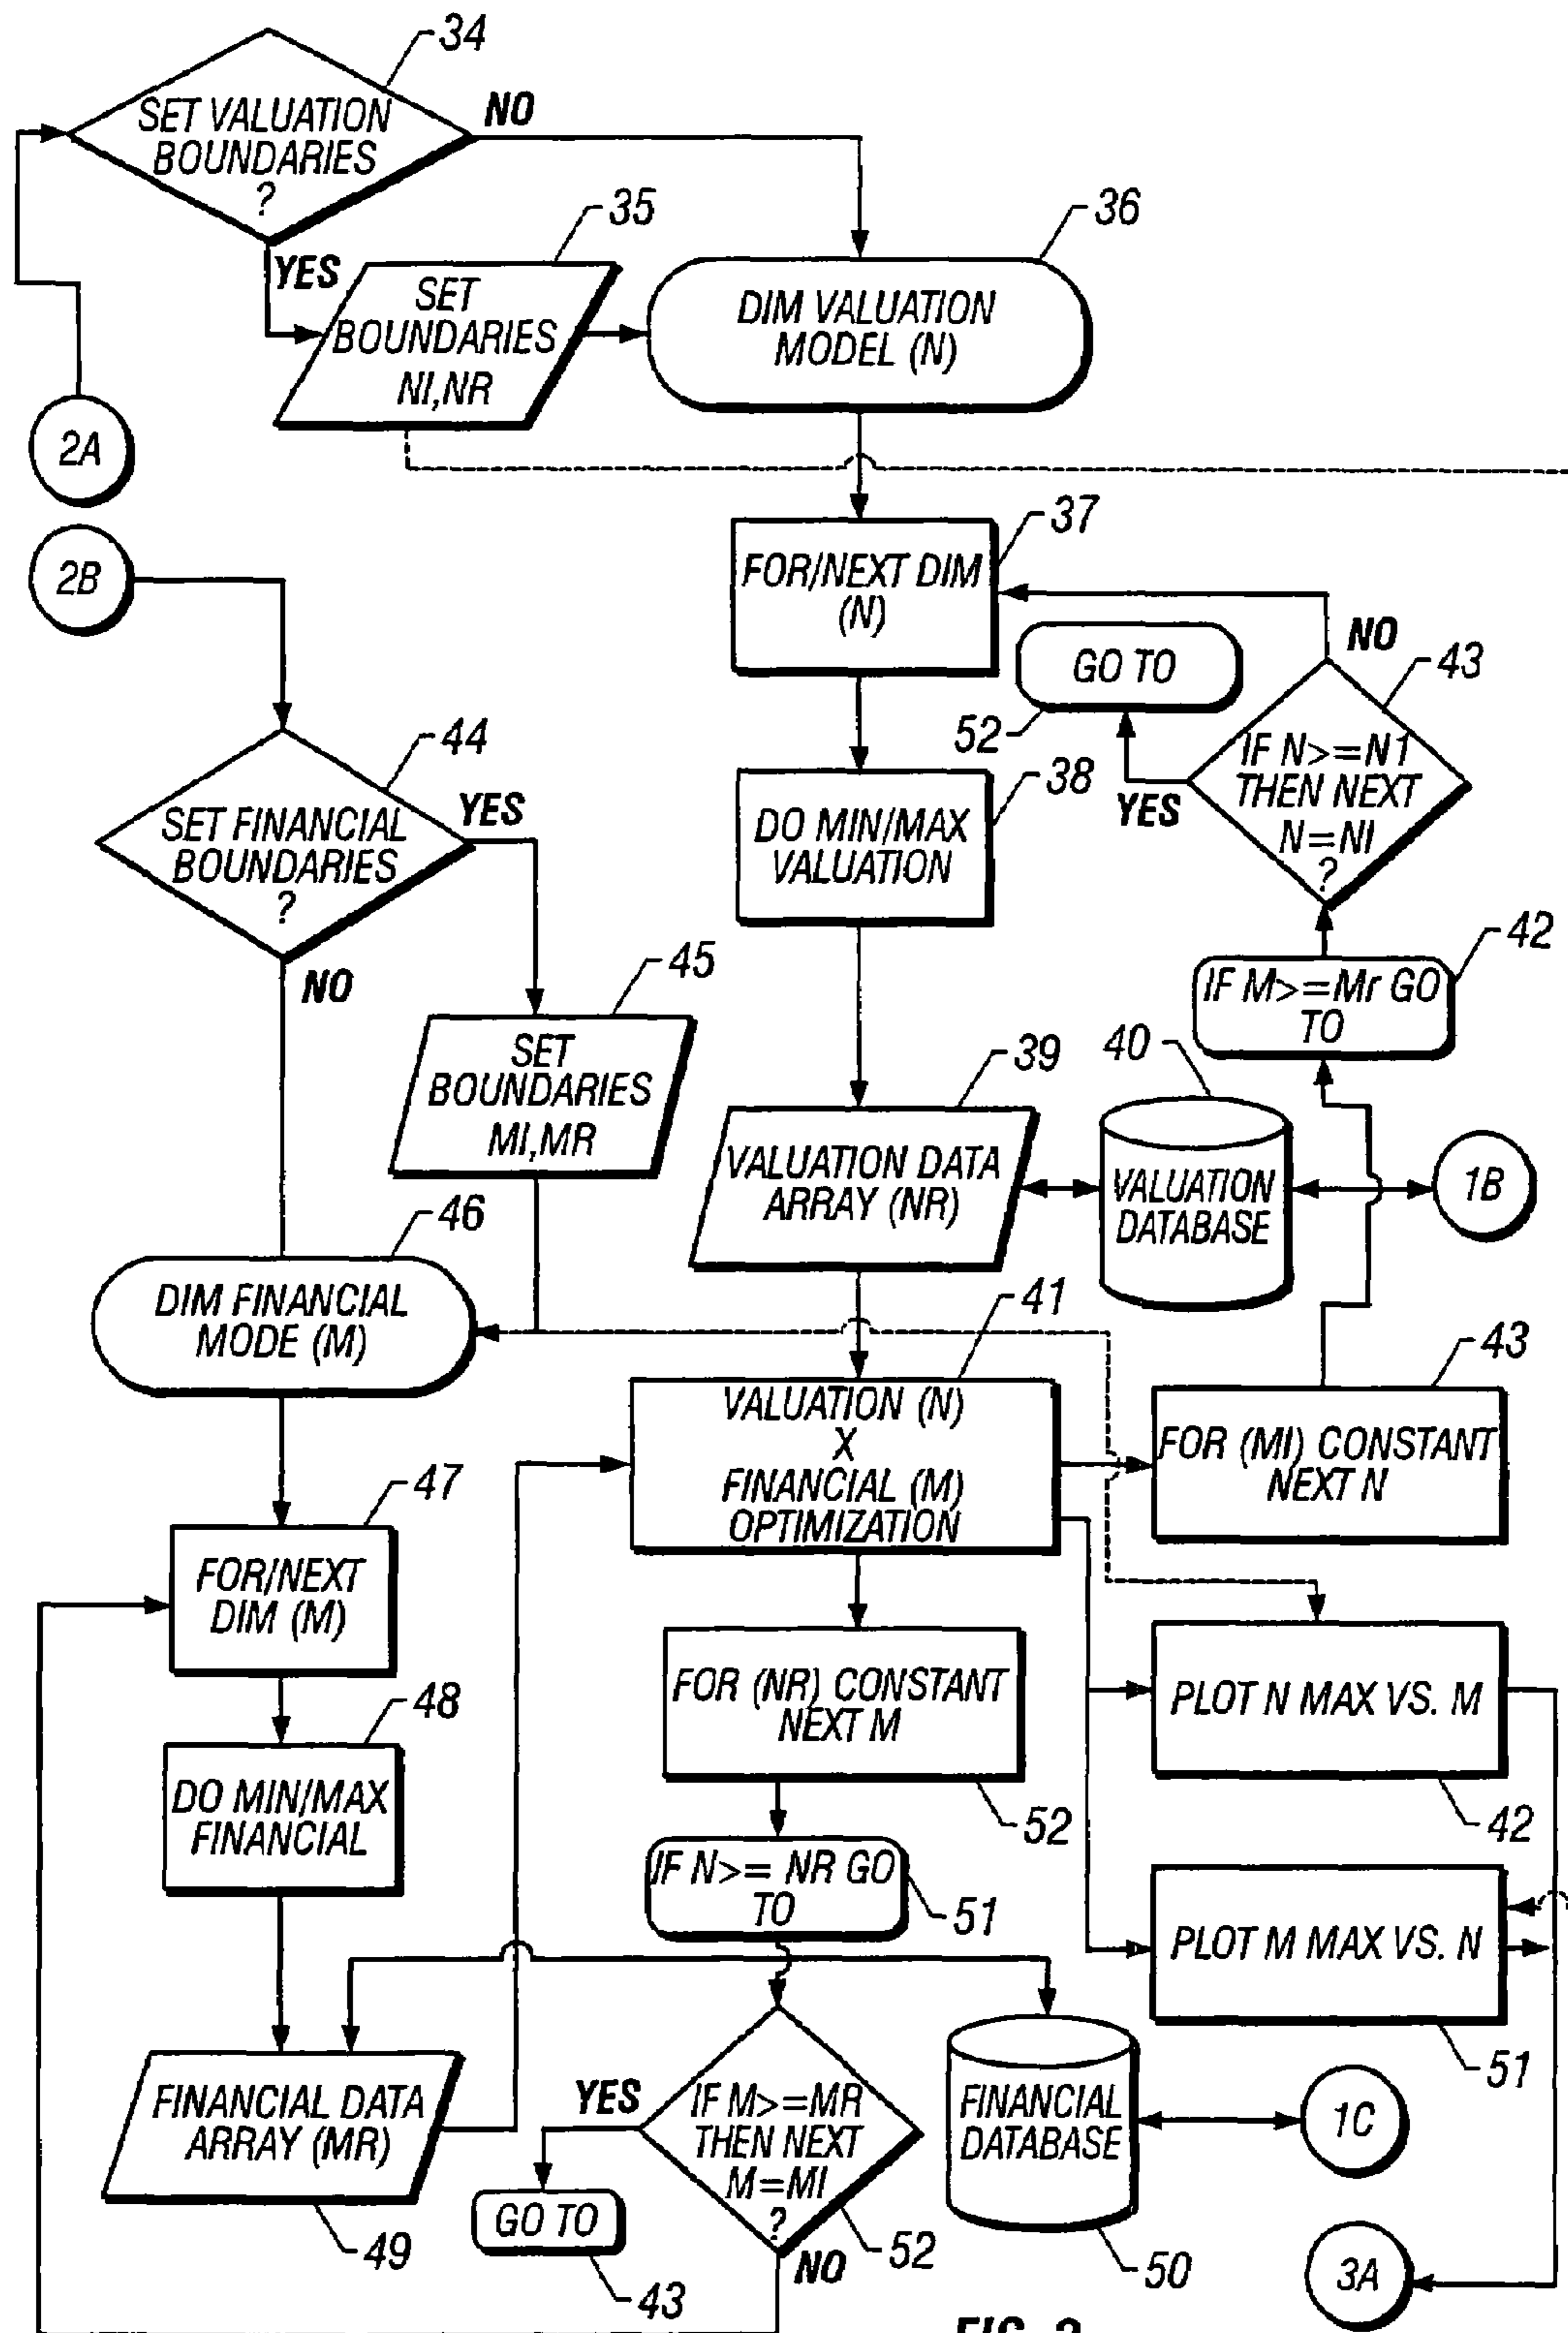 34
SET VALUATION
BOUNDARIES
?
NO
YES
35
SET
BOUNDARIES
NI,NR
36
DIM VALUATION
MODEL (N)
2A
2B
37
FOR/NEXT DIM
(N)
GO TO
52
NO
43
IF N>=N1
THEN NEXT
N=NI
?
YES
44
SET FINANCIAL
BOUNDARIES
?
YES
NO
38
DO MIN/MAX
VALUATION
42
IF M>=Mr GO
TO
45
SET
BOUNDARIES
MI,MR
39
VALUATION DATA
ARRAY (NR)
40
VALUATION
DATABASE
1B
46
DIM FINANCIAL
MODE (M)
41
VALUATION (N)
X
FINANCIAL (M)
OPTIMIZATION
43
FOR (MI) CONSTANT
NEXT N
47
FOR/NEXT
DIM (M)
FOR (NR) CONSTANT
NEXT M
52
PLOT N MAX VS. M
42
48
DO MIN/MAX
FINANCIAL
IF N>= NR GO
TO
51
PLOT M MAX VS. N
51
FINANCIAL DATA
ARRAY (MR)
49
YES
IF M>=MR
THEN NEXT
M=MI
?
52
NO
GO TO
43
FINANCIAL
DATABASE
50
1C
3A
FIG. 2